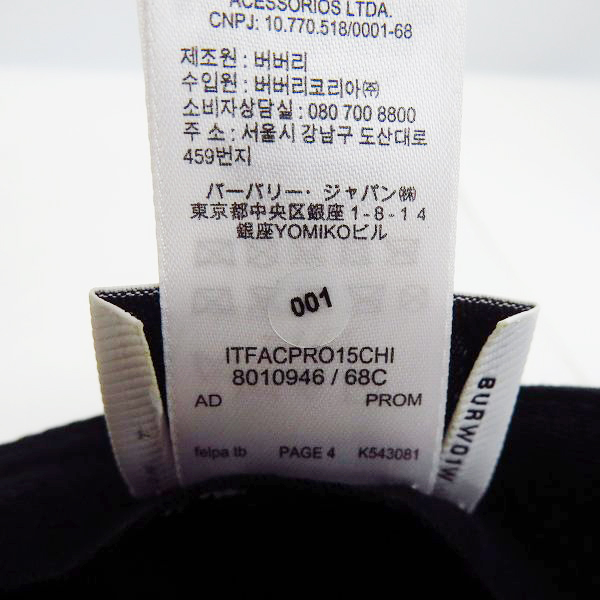 ACESSORIOS LTDA.
CNPJ: 10.770.518/0001-68
제조원 : 버버리
수입원 : 버버리코리아㈜
소비자상담실 : 080 700 8800
주 소 : 서울시 강남구 도산대로
459번지
バーバリー・ ジャパン㈱
東京都中央区銀座 1 - 8 - 1 4
銀座YOMIKOビル
001
ITFACPRO15CHI
8010946 / 68C
AD PROM
felpa tb PAGE 4 K543081
BURW01W